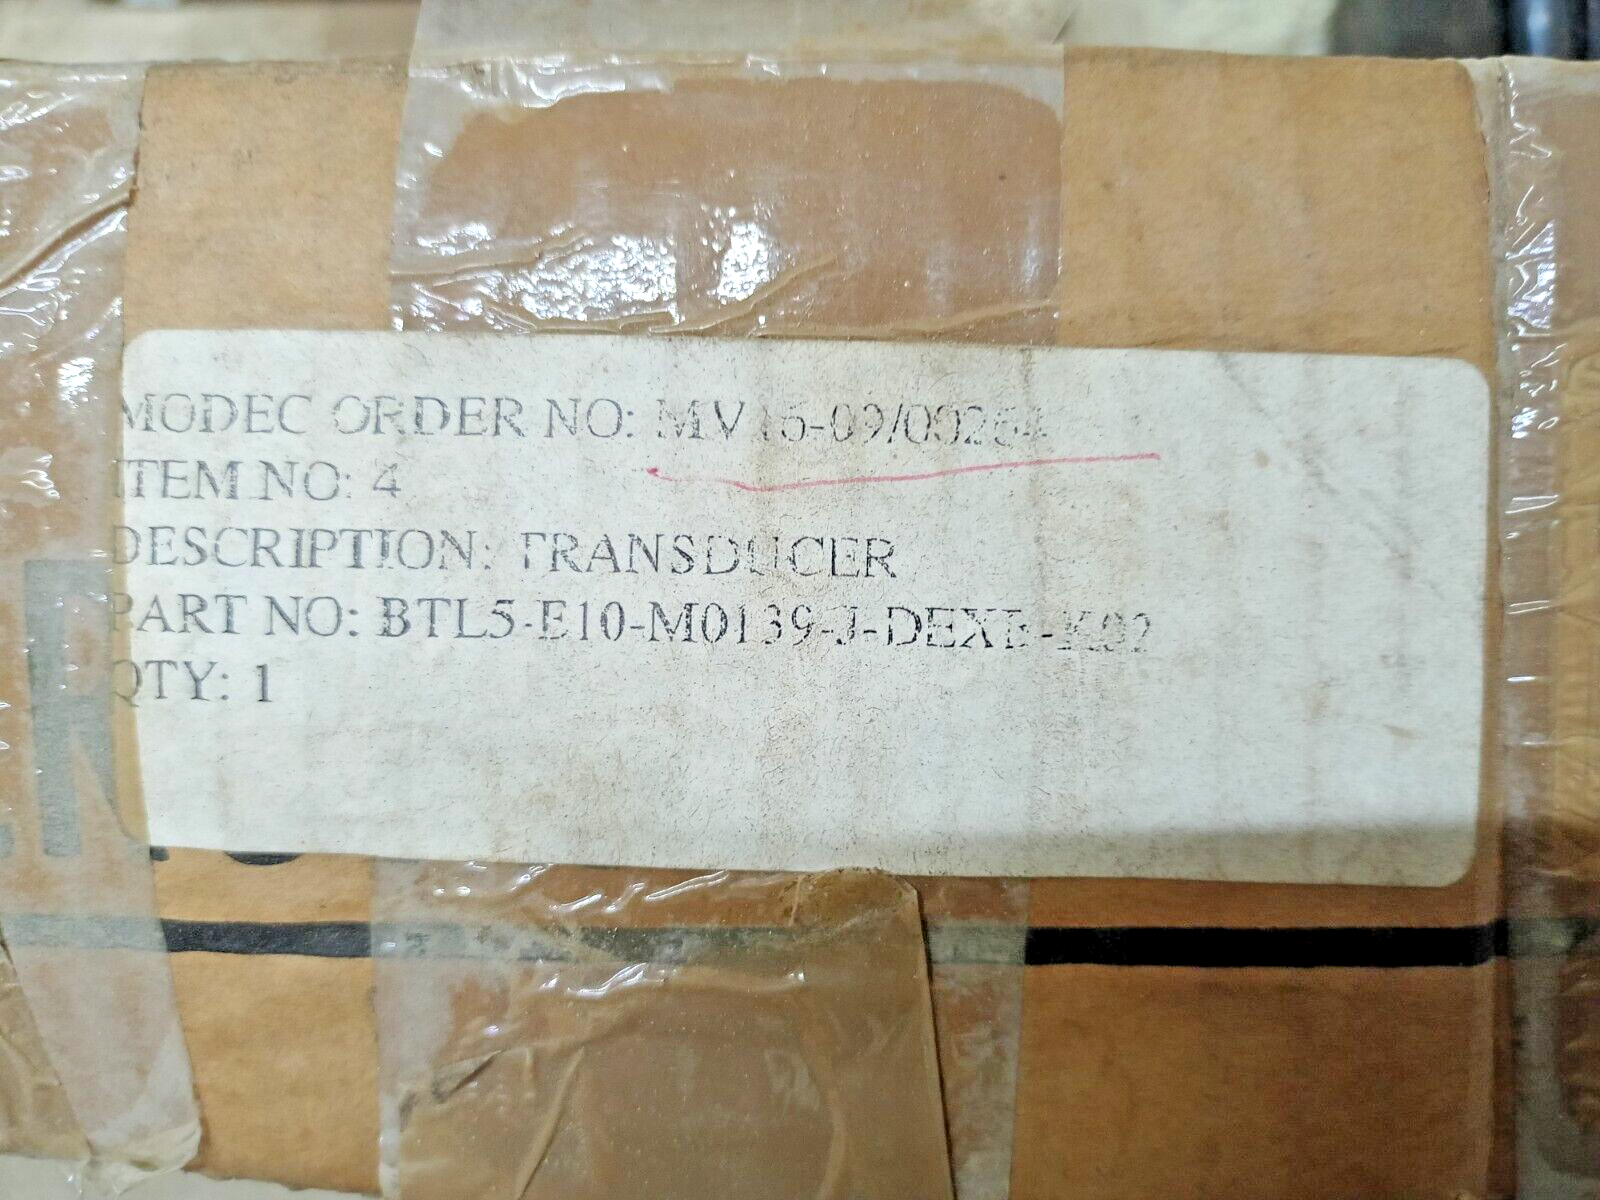 MODEC ORDER NO: MV15-09/00264
ITEM NO: 4
DESCRIPTION: TRANSDUCER
PART NO: BTL5-E10-M0139-J-DEXB-K02
QTY: 1